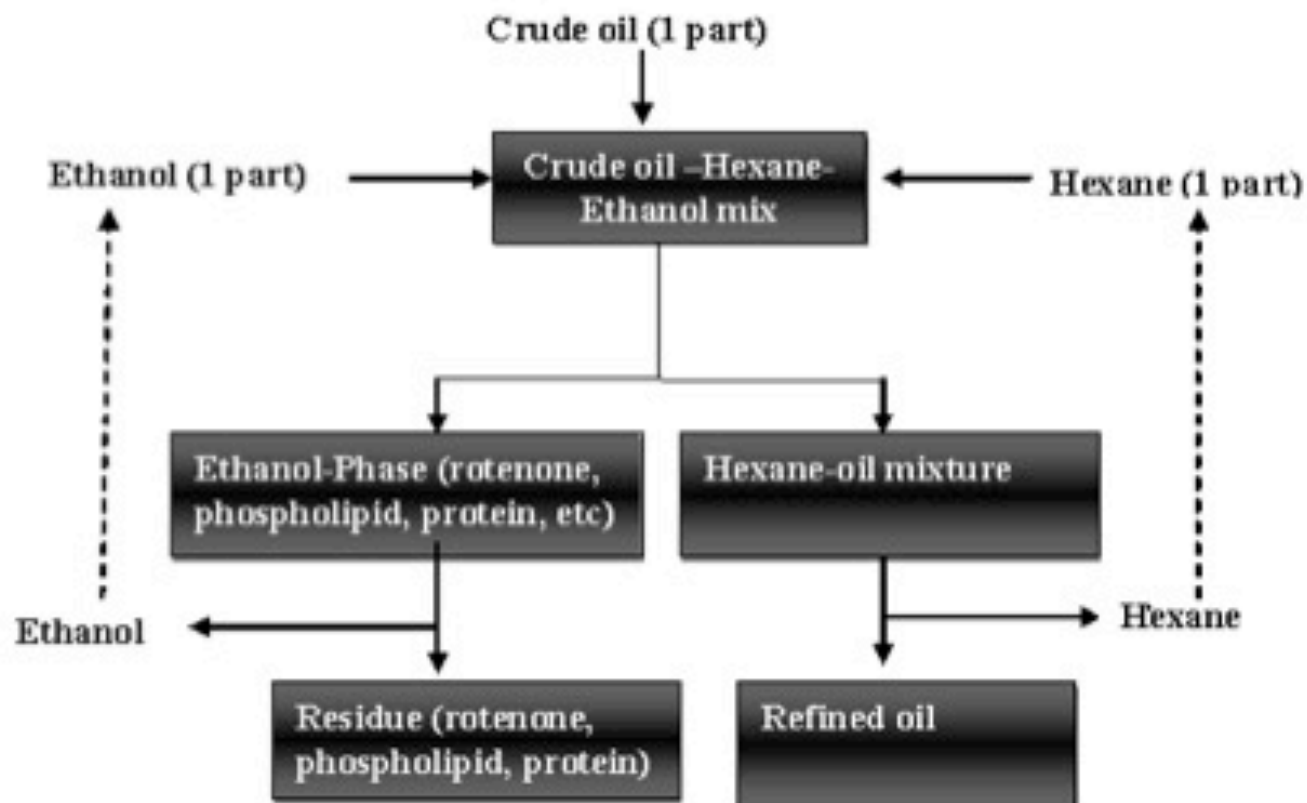 Crude oil (1 part)
Ethanol (1 part)
Crude oil –Hexane-
Ethanol mix
Hexane (1 part)
Ethanol-Phase (rotenone,
phospholipid, protein, etc)
Hexane-oil mixture
Ethanol
Hexane
Residue (rotenone,
phospholipid, protein)
Refined oil